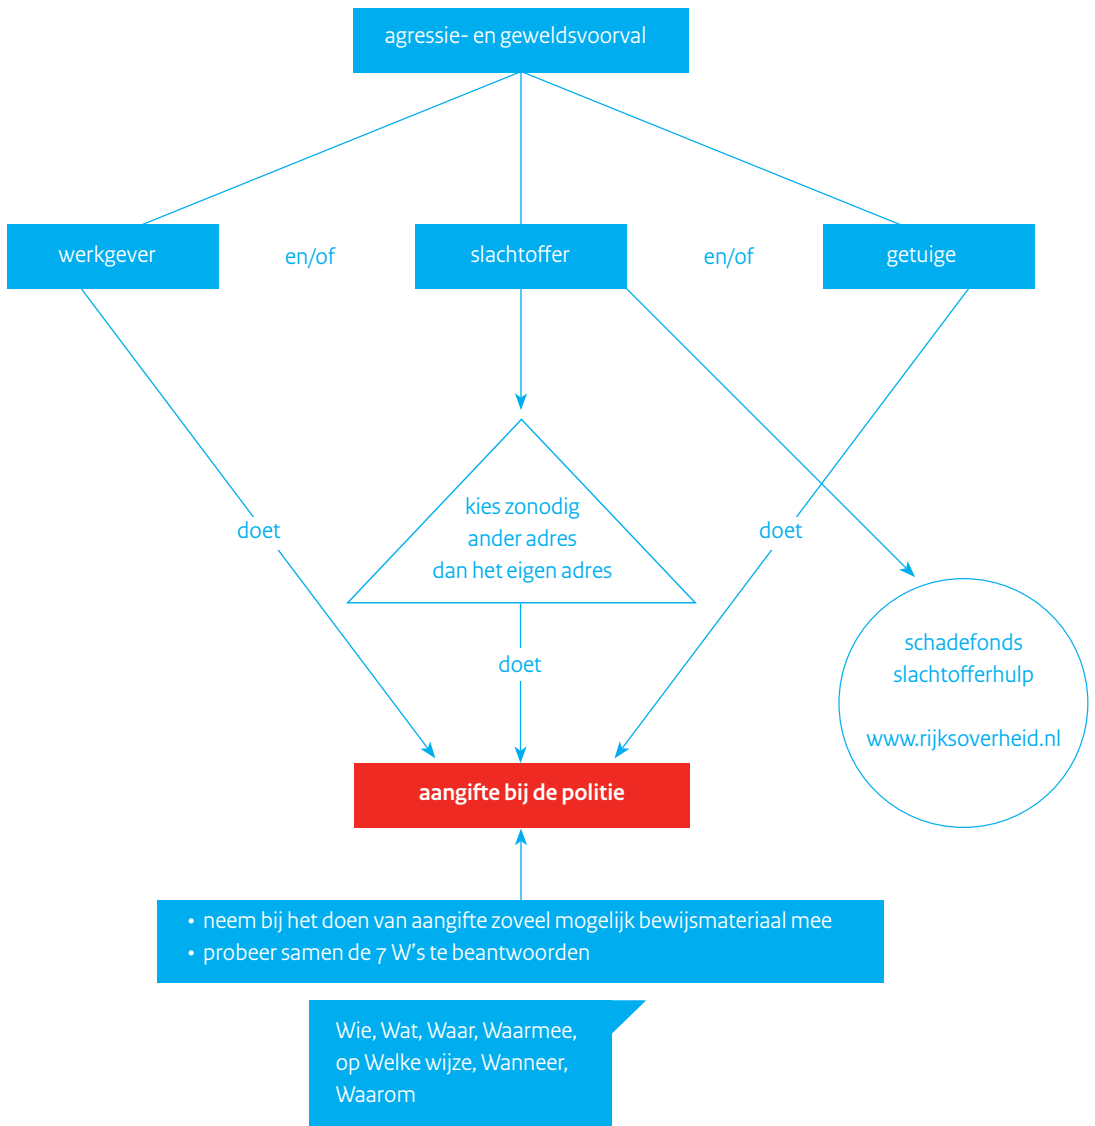 agressie- en geweldsvoorval
werkgever
en/of
slachtoffer
en/of
getuige
kies zonodig
ander adres
dan het eigen adres
doet
doet
doet
schadefonds
slachtofferhulp
www.rijksoverheid.nl
aangifte bij de politie
• neem bij het doen van aangifte zoveel mogelijk bewijsmateriaal mee
• probeer samen de 7 W's te beantwoorden
Wie, Wat, Waar, Waarmee,
op Welke wijze, Wanneer,
Waarom